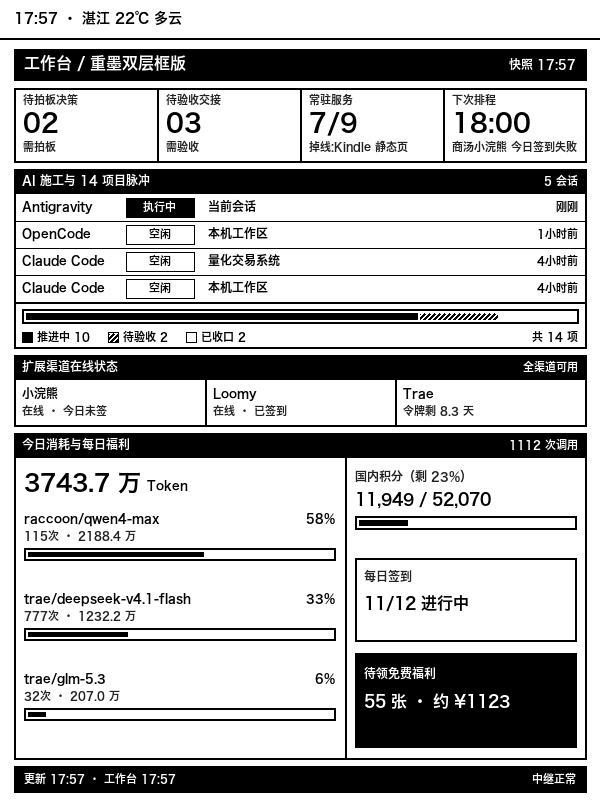 17:57 · 湛江 22℃ 多云
工作台 / 重墨双层框版 快照 17:57
待拍板决策 待验收交接 常驻服务 下次排程
02 03 7/9 18:00
需拍板 需验收 掉线:Kindle 静态页 商汤小浣熊 今日签到失败
AI 施工与 14 项目脉冲 5 会话
Antigravity 执行中 当前会话 刚刚
OpenCode 空闲 本机工作区 1小时前
Claude Code 空闲 量化交易系统 4小时前
Claude Code 空闲 本机工作区 4小时前
推进中 10 待验收 2 已收口 2 共 14 项
扩展渠道在线状态 全渠道可用
小浣熊 Loomy Trae
在线 · 今日未签 在线 · 已签到 令牌剩 8.3 天
今日消耗与每日福利 1112 次调用
3743.7 万 Token
raccoon/qwen4-max 58%
115次 · 2188.4 万
trae/deepseek-v4.1-flash 33%
777次 · 1232.2 万
trae/glm-5.3 6%
32次 · 207.0 万
国内积分（剩 23%）
11,949 / 52,070
每日签到
11/12 进行中
待领免费福利
55 张 · 约 ¥1123
更新 17:57 · 工作台 17:57 中继正常